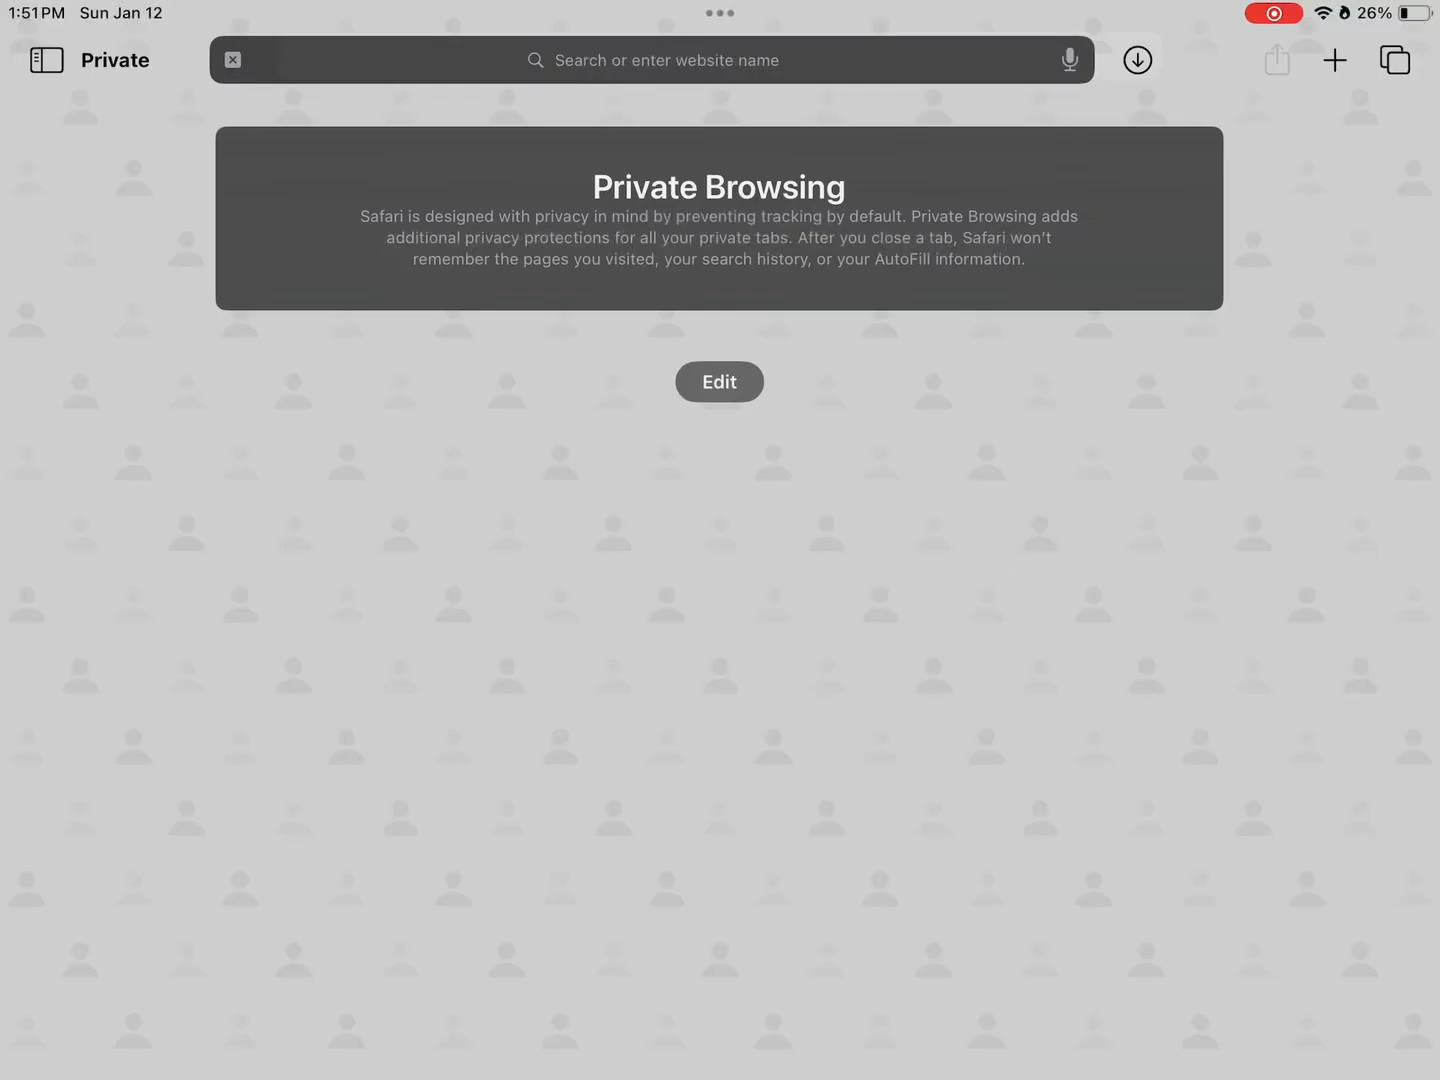 1:51 PM Sun Jan 12
26%
Private
Search or enter website name
Private Browsing
Safari is designed with privacy in mind by preventing tracking by default. Private Browsing adds
additional privacy protections for all your private tabs. After you close a tab, Safari won't
remember the pages you visited, your search history, or your AutoFill information.
Edit